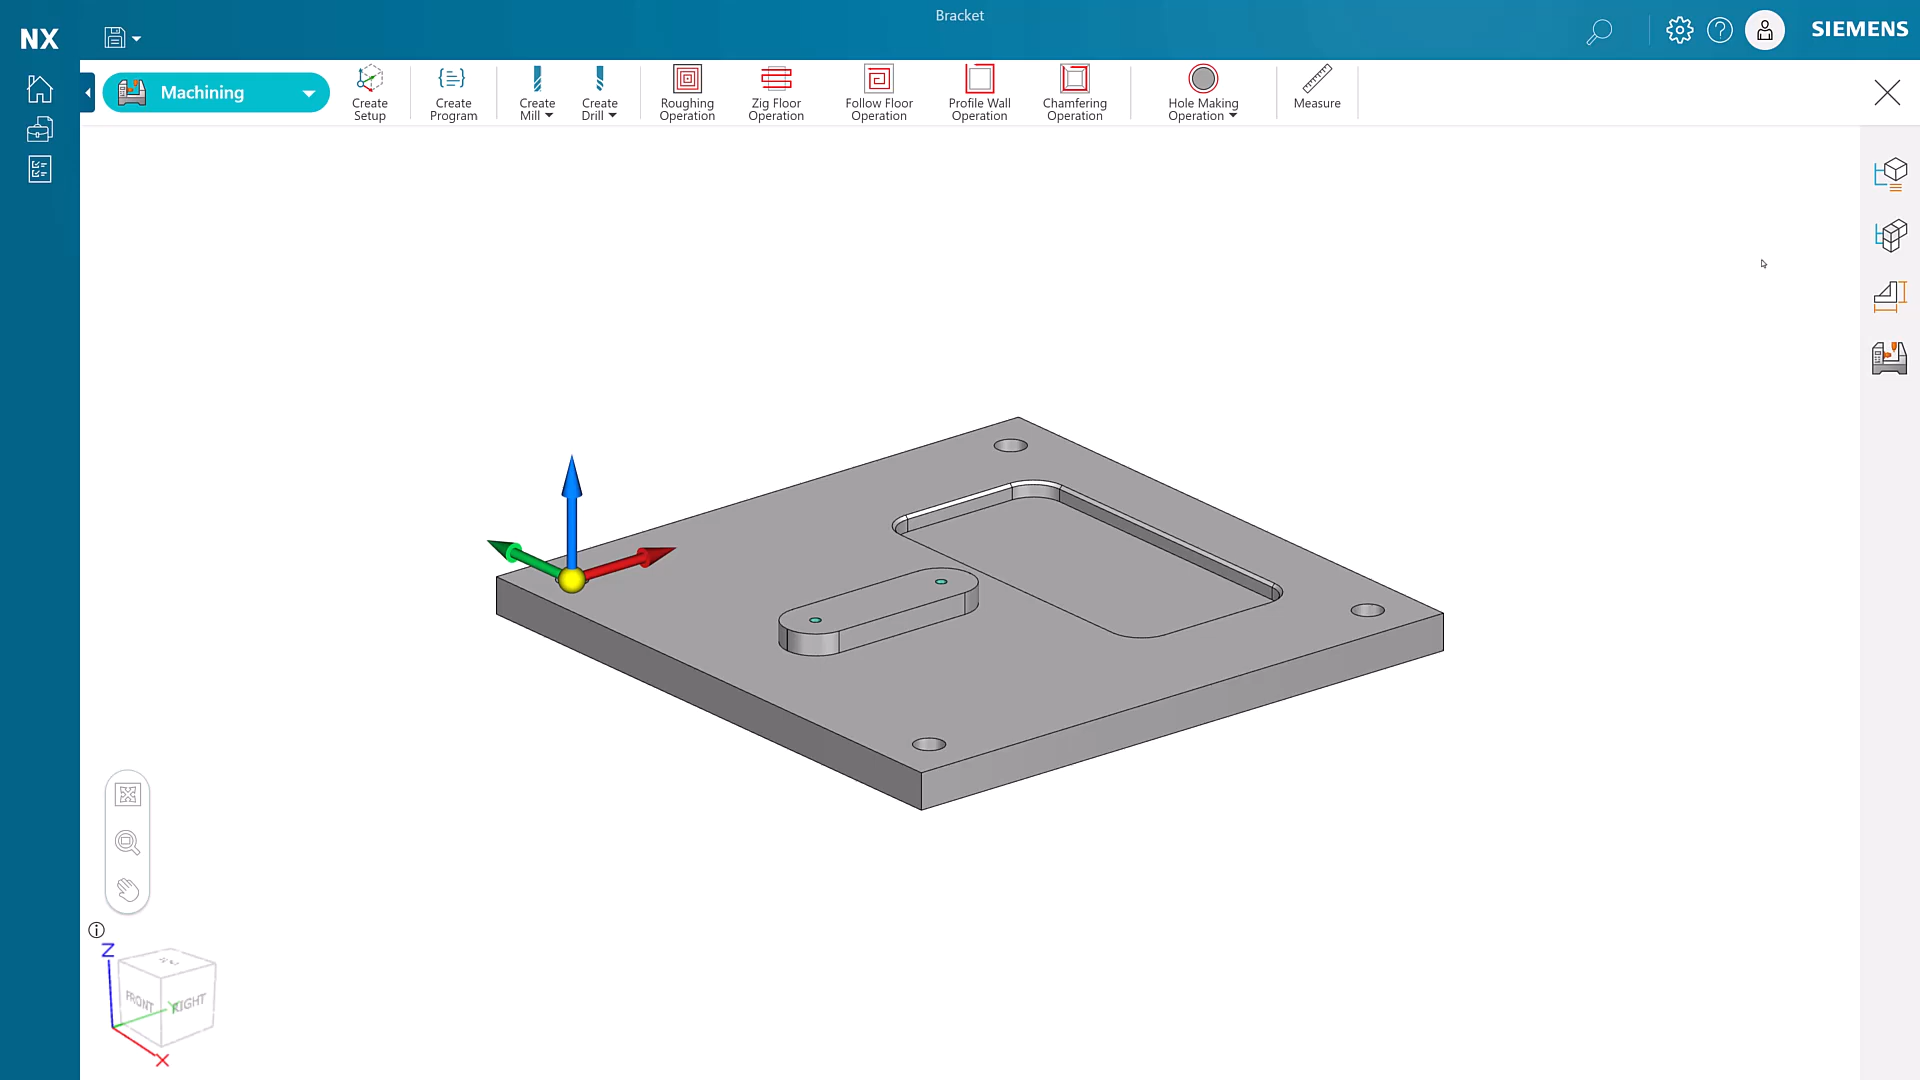 Bracket
NX
SIEMENS
Machining
Create
Setup
Create
Program
Create
Mill
Create
Drill
Roughing
Operation
Zig Floor
Operation
Follow Floor
Operation
Profile Wall
Operation
Chamfering
Operation
Hole Making
Operation
Measure
Z
FRONT
RIGHT
Y
X